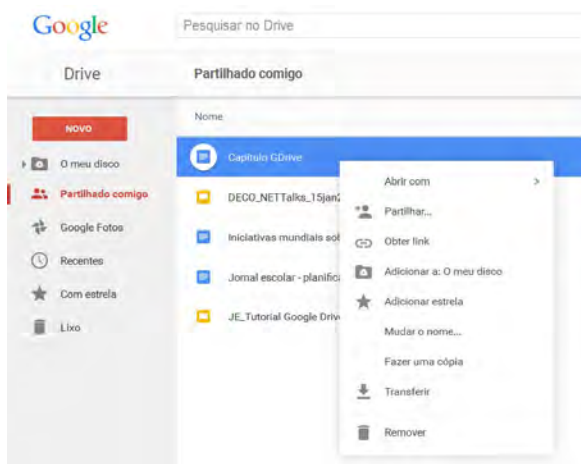 Google
Pesquisar no Drive
Drive
Partilhado comigo
NOVO
O meu disco
Partilhado comigo
Google Fotos
Recentes
Com estrela
Lixo
Nome
Capítulo GDrive
DECO_NETTalks_15jan2
Iniciativas mundiais sob
Jornal escolar - planific
JE_Tutorial Google Driv
Abrir com
Partilhar...
Obter link
Adicionar a: O meu disco
Adicionar estrela
Mudar o nome...
Fazer uma cópia
Transferir
Remover